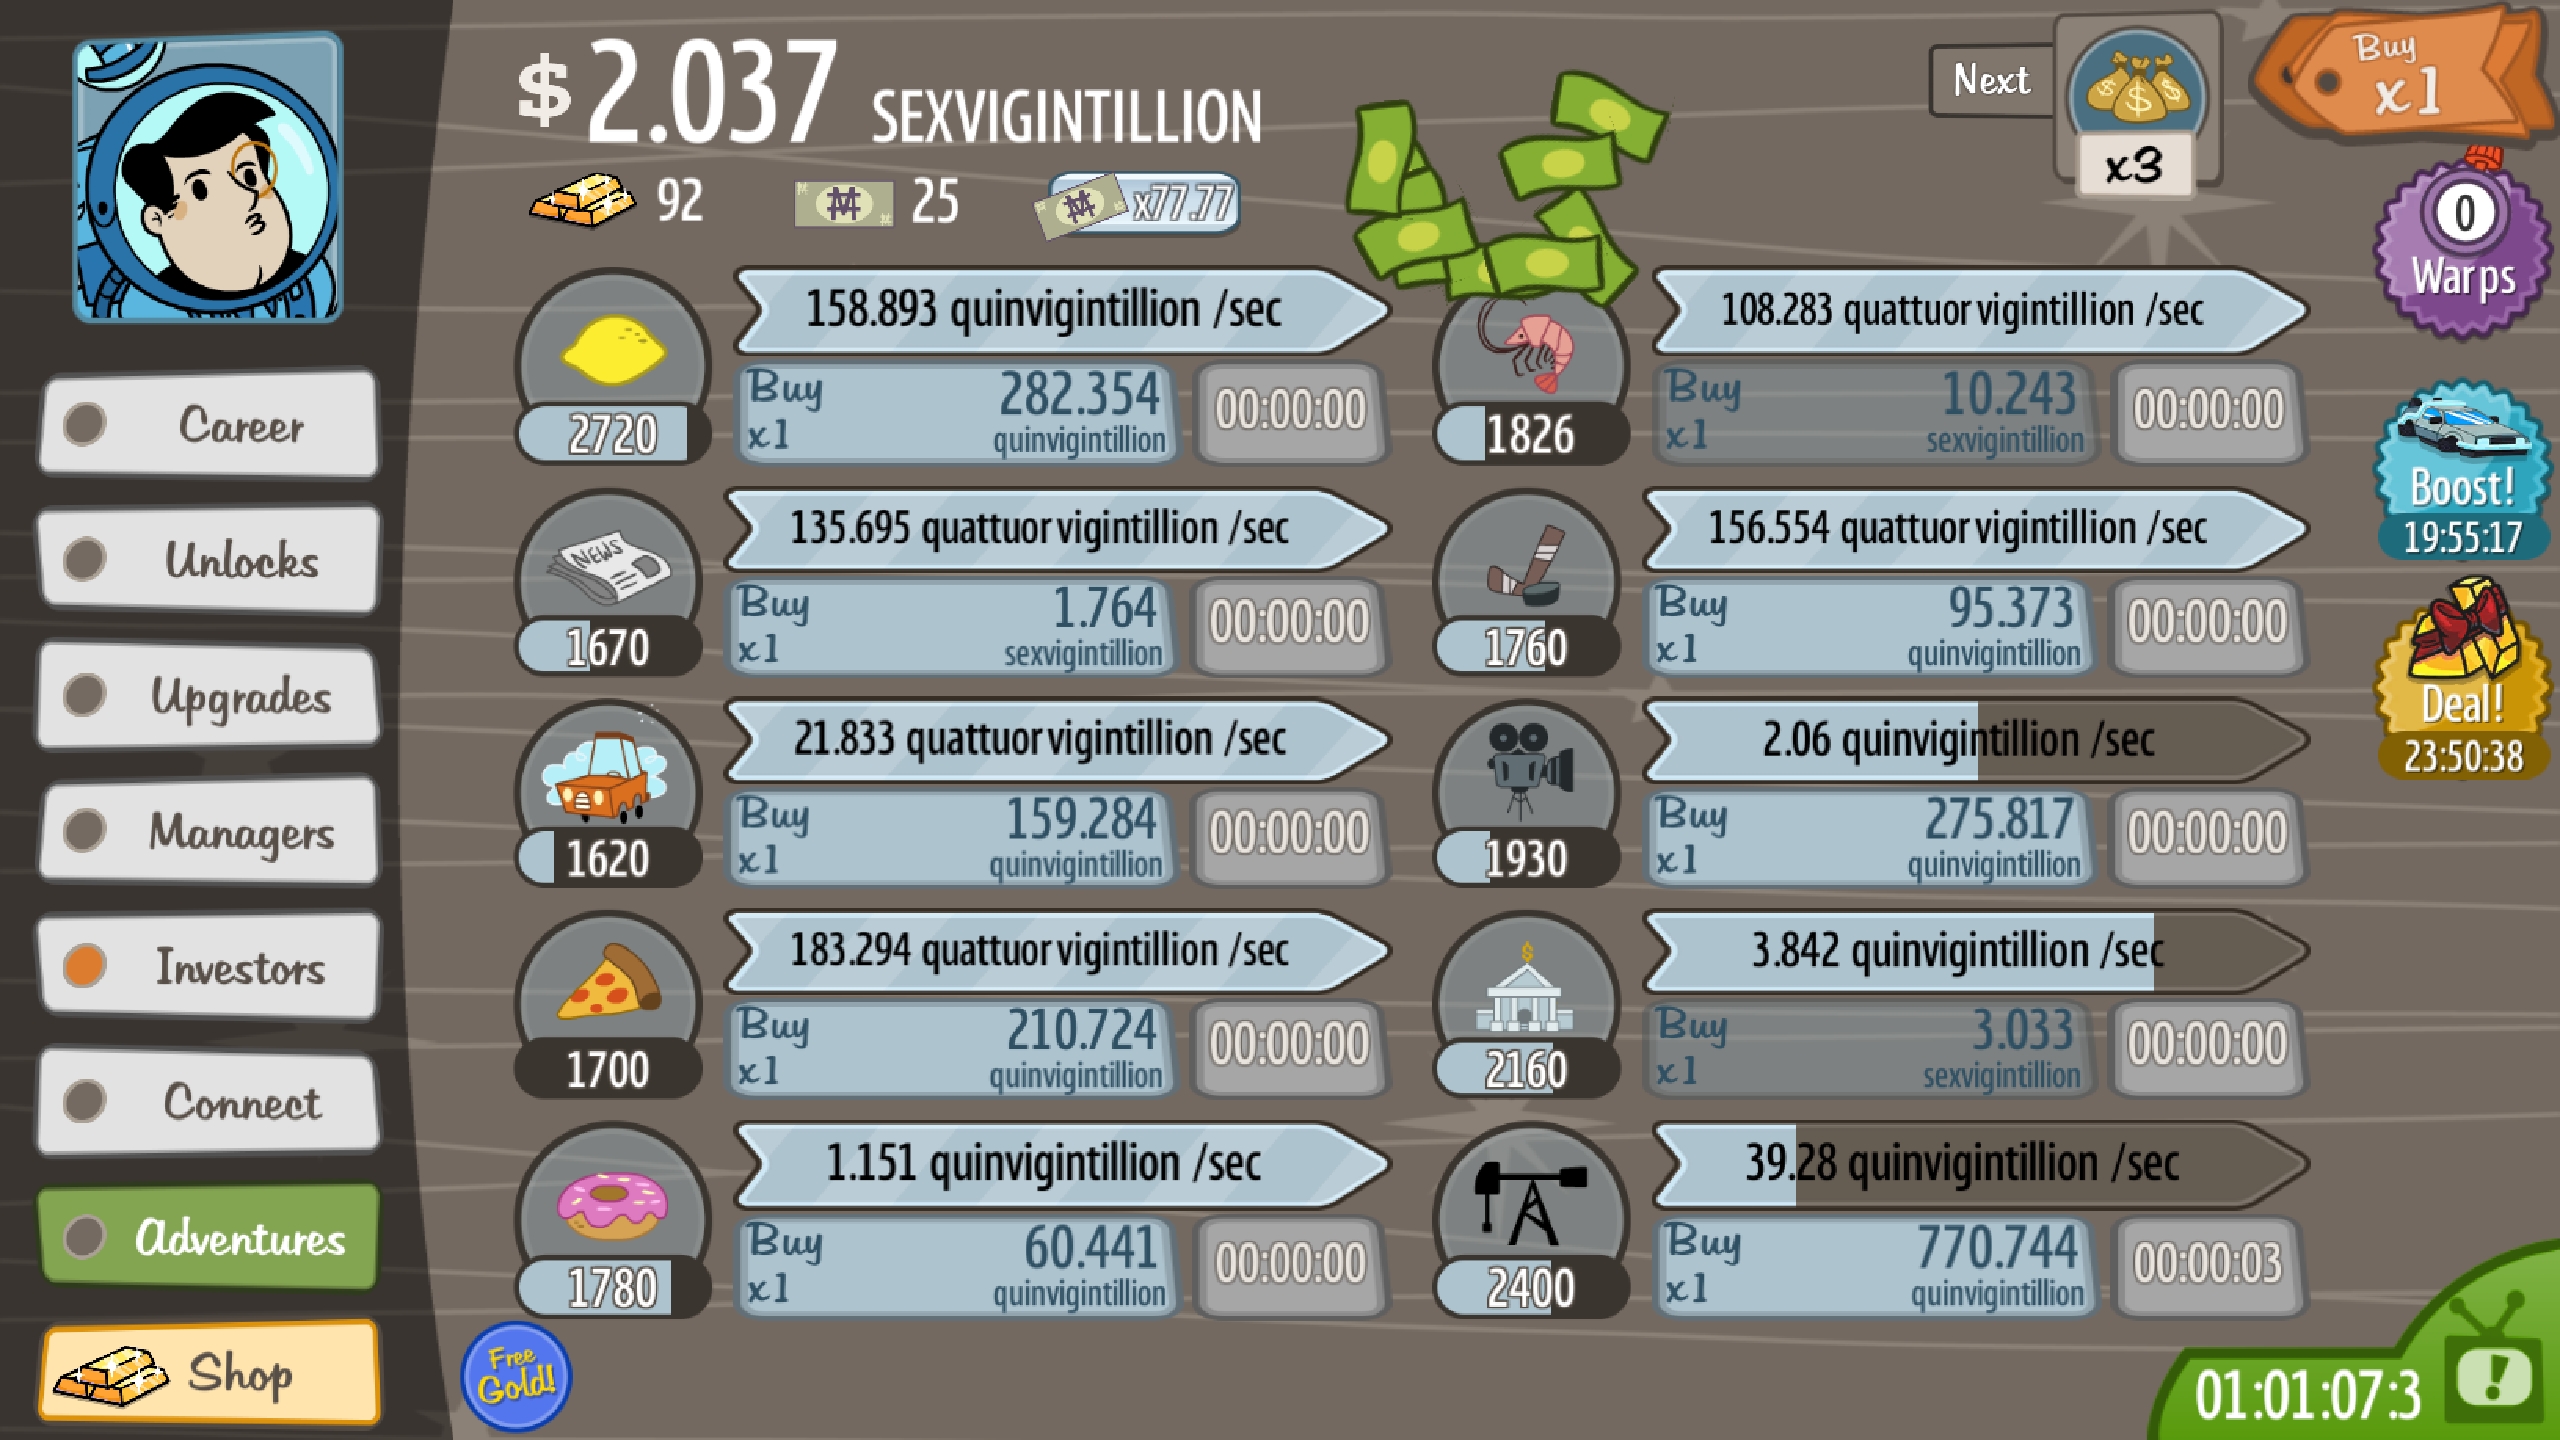 $2.037 SEXVIGINTILLION
92
25
x77.77
Next
x3
Buy
x1
0
Warps
Boost!
19:55:17
Deal!
23:50:38
Career
Unlocks
Upgrades
Managers
Investors
Connect
Adventures
Shop
158.893 quinvigintillion /sec
2720
Buy
x1
282.354
quinvigintillion
00:00:00
108.283 quattuorvigintillion /sec
1826
Buy
x1
10.243
sexvigintillion
00:00:00
NEWS
135.695 quattuorvigintillion /sec
1670
Buy
x1
1.764
sexvigintillion
00:00:00
156.554 quattuorvigintillion /sec
1760
Buy
x1
95.373
quinvigintillion
00:00:00
21.833 quattuorvigintillion /sec
1620
Buy
x1
159.284
quinvigintillion
00:00:00
2.06 quinvigintillion /sec
1930
Buy
x1
275.817
quinvigintillion
00:00:00
183.294 quattuorvigintillion /sec
1700
Buy
x1
210.724
quinvigintillion
00:00:00
3.842 quinvigintillion /sec
2160
Buy
x1
3.033
sexvigintillion
00:00:00
1.151 quinvigintillion /sec
1780
Buy
x1
60.441
quinvigintillion
00:00:00
39.28 quinvigintillion /sec
2400
Buy
x1
770.744
quinvigintillion
00:00:03
Free
Gold!
01:01:07:3